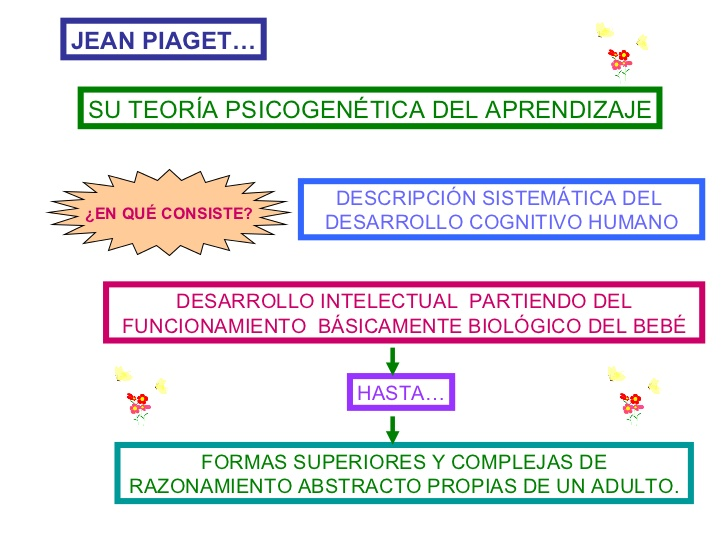 JEAN PIAGET…
SU TEORÍA PSICOGENÉTICA DEL APRENDIZAJE
¿EN QUÉ CONSISTE?
DESCRIPCIÓN SISTEMÁTICA DEL
DESARROLLO COGNITIVO HUMANO
DESARROLLO INTELECTUAL PARTIENDO DEL
FUNCIONAMIENTO BÁSICAMENTE BIOLÓGICO DEL BEBÉ
HASTA…
FORMAS SUPERIORES Y COMPLEJAS DE
RAZONAMIENTO ABSTRACTO PROPIAS DE UN ADULTO.